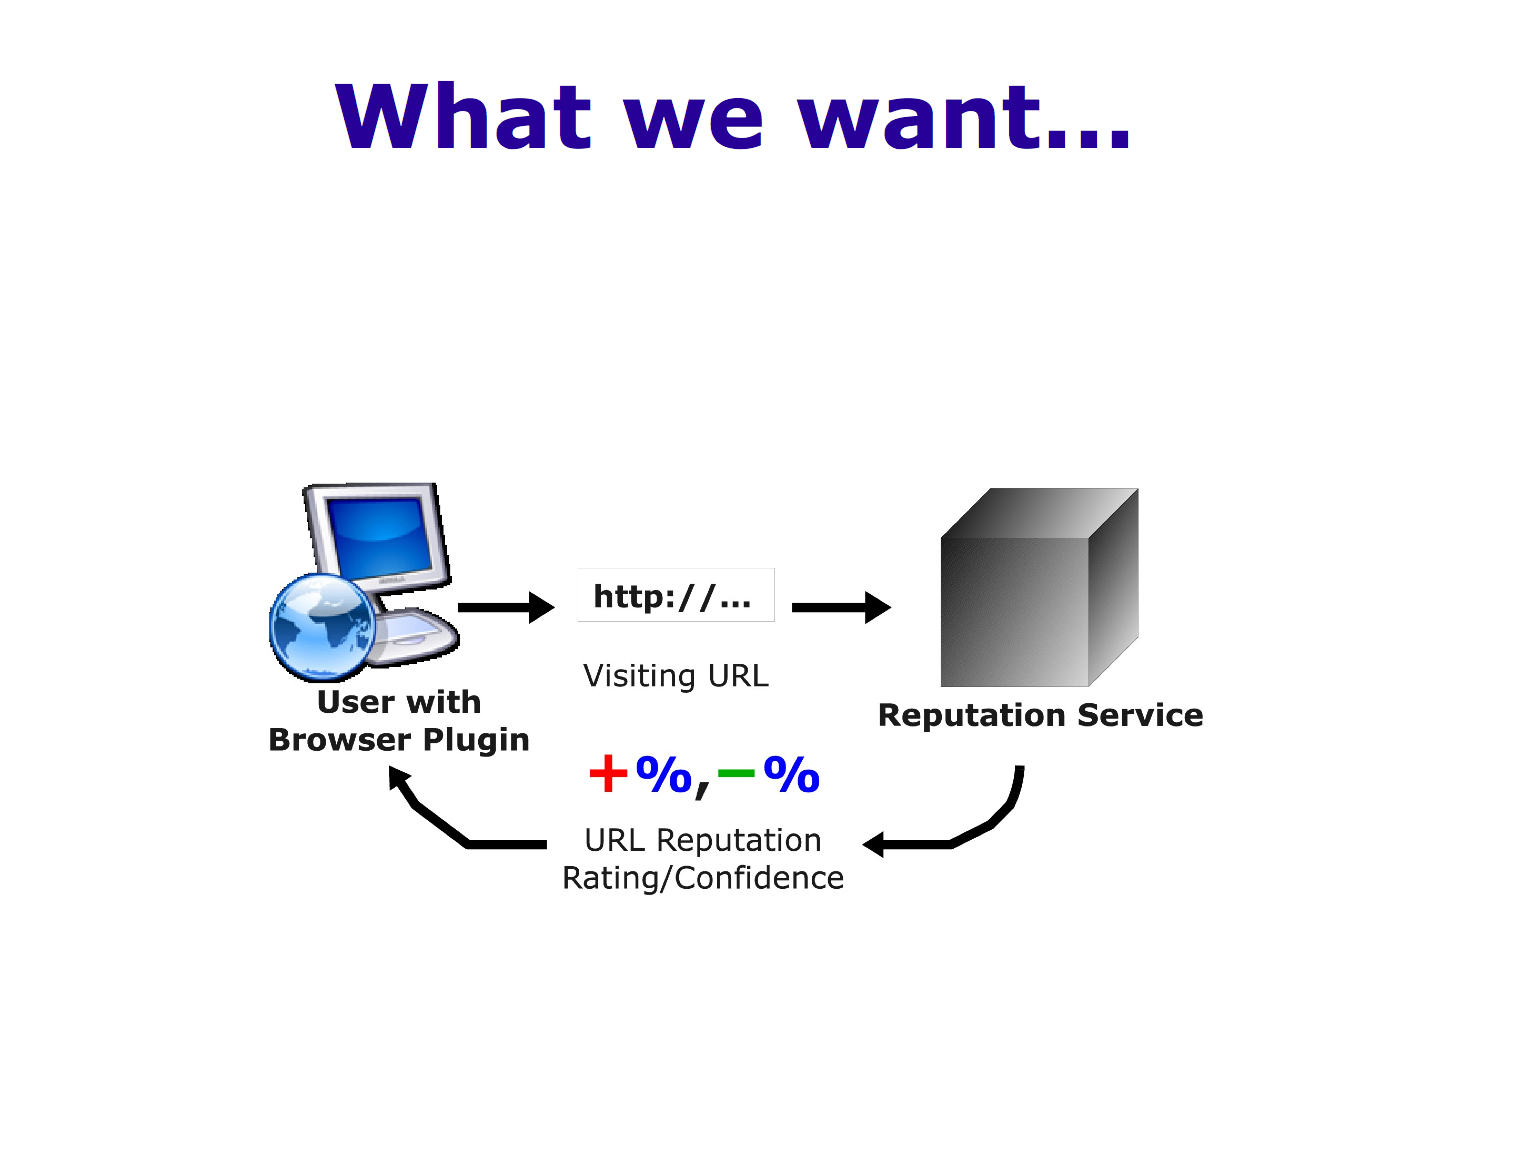 What we want...
http://...
Visiting URL
User with
Browser Plugin
Reputation Service
+%,−%
URL Reputation
Rating/Confidence